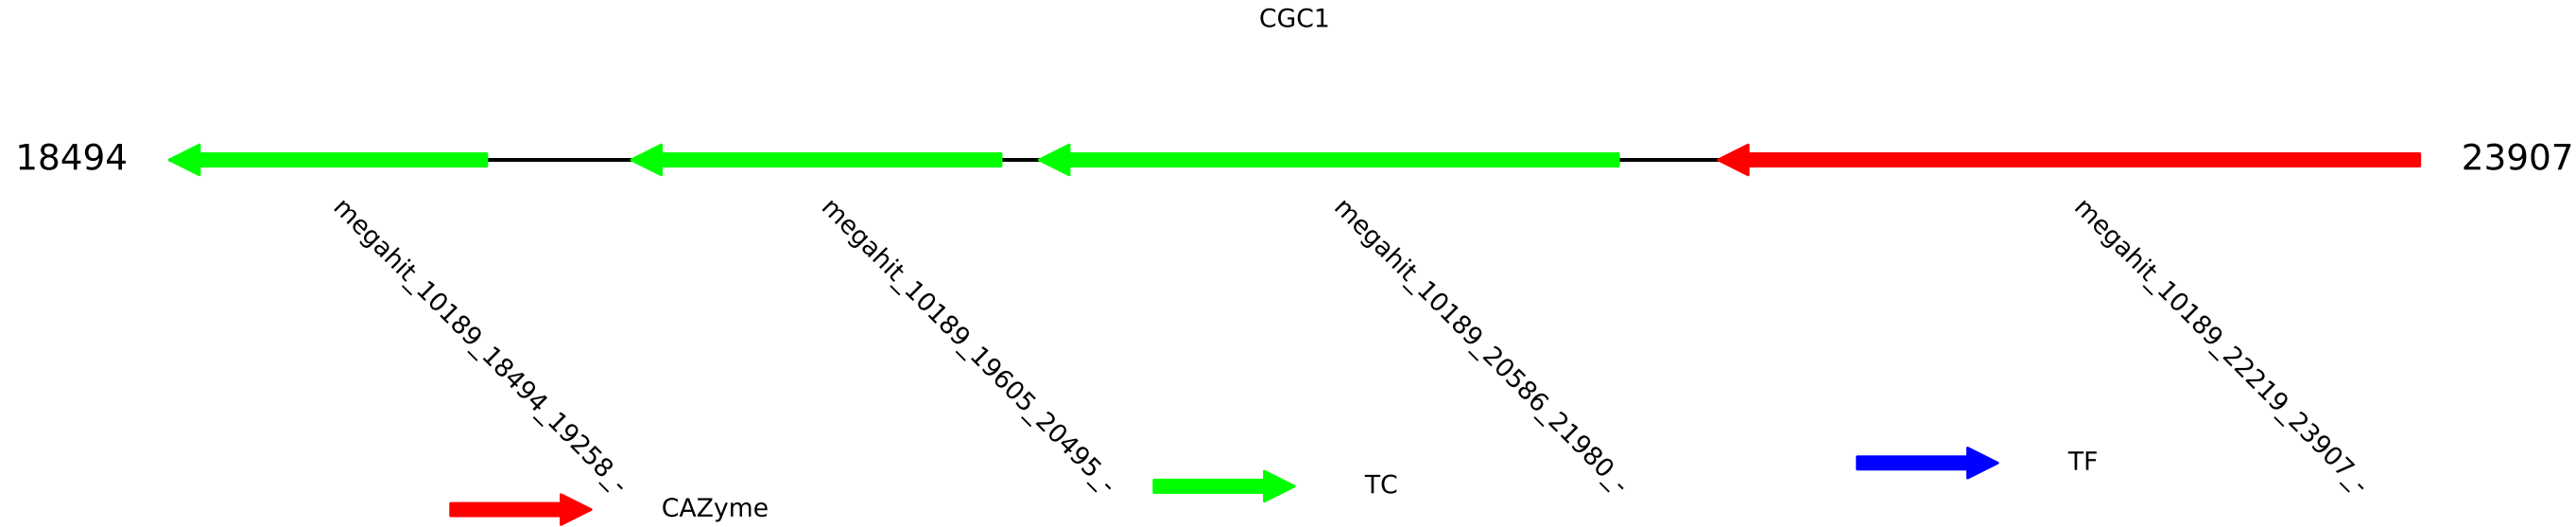 CGC1
18494
23907
megahit_10189_18494_19258_-
megahit_10189_19605_20495_-
megahit_10189_20586_21980_-
megahit_10189_22219_23907_-
CAZyme
TC
TF